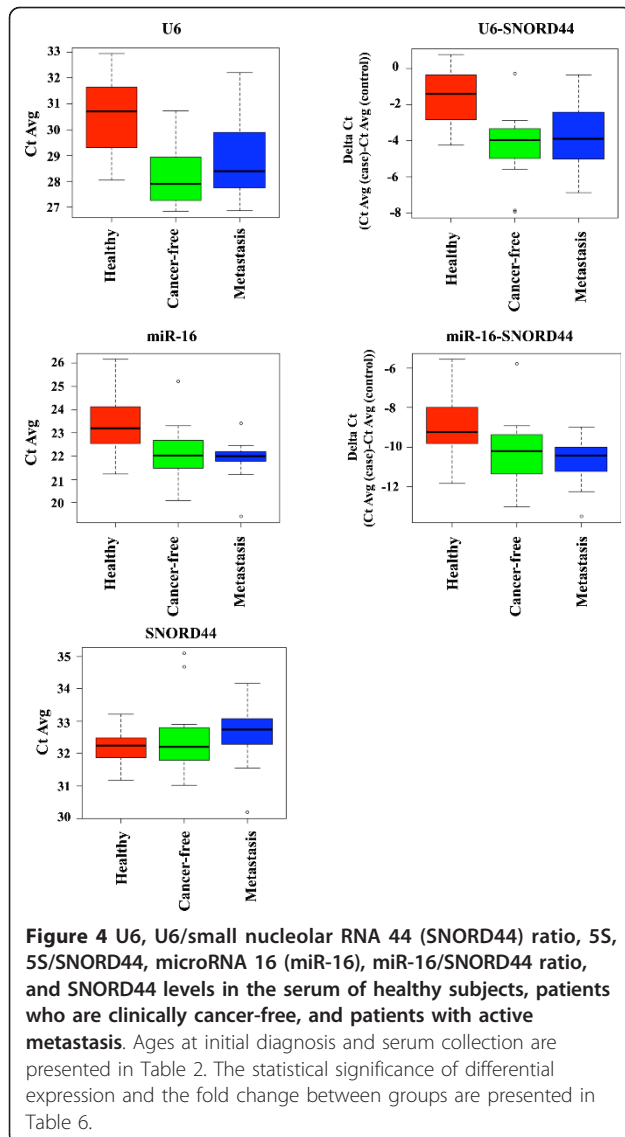 U6
33
32
31
30
29
28
27
Ct Avg
Healthy
Cancer-free
Metastasis
U6-SNORD44
0
-2
-4
-6
-8
Delta Ct
(Ct Avg (case)-Ct Avg (control))
Healthy
Cancer-free
Metastasis
miR-16
26
25
24
23
22
21
20
Ct Avg
Healthy
Cancer-free
Metastasis
miR-16-SNORD44
-6
-8
-10
-12
Delta Ct
(Ct Avg (case)-Ct Avg (control))
Healthy
Cancer-free
Metastasis
SNORD44
35
34
33
32
31
30
Ct Avg
Healthy
Cancer-free
Metastasis
Figure 4 U6, U6/small nucleolar RNA 44 (SNORD44) ratio, 5S,
5S/SNORD44, microRNA 16 (miR-16), miR-16/SNORD44 ratio,
and SNORD44 levels in the serum of healthy subjects, patients
who are clinically cancer-free, and patients with active
metastasis. Ages at initial diagnosis and serum collection are
presented in Table 2. The statistical significance of differential
expression and the fold change between groups are presented in
Table 6.